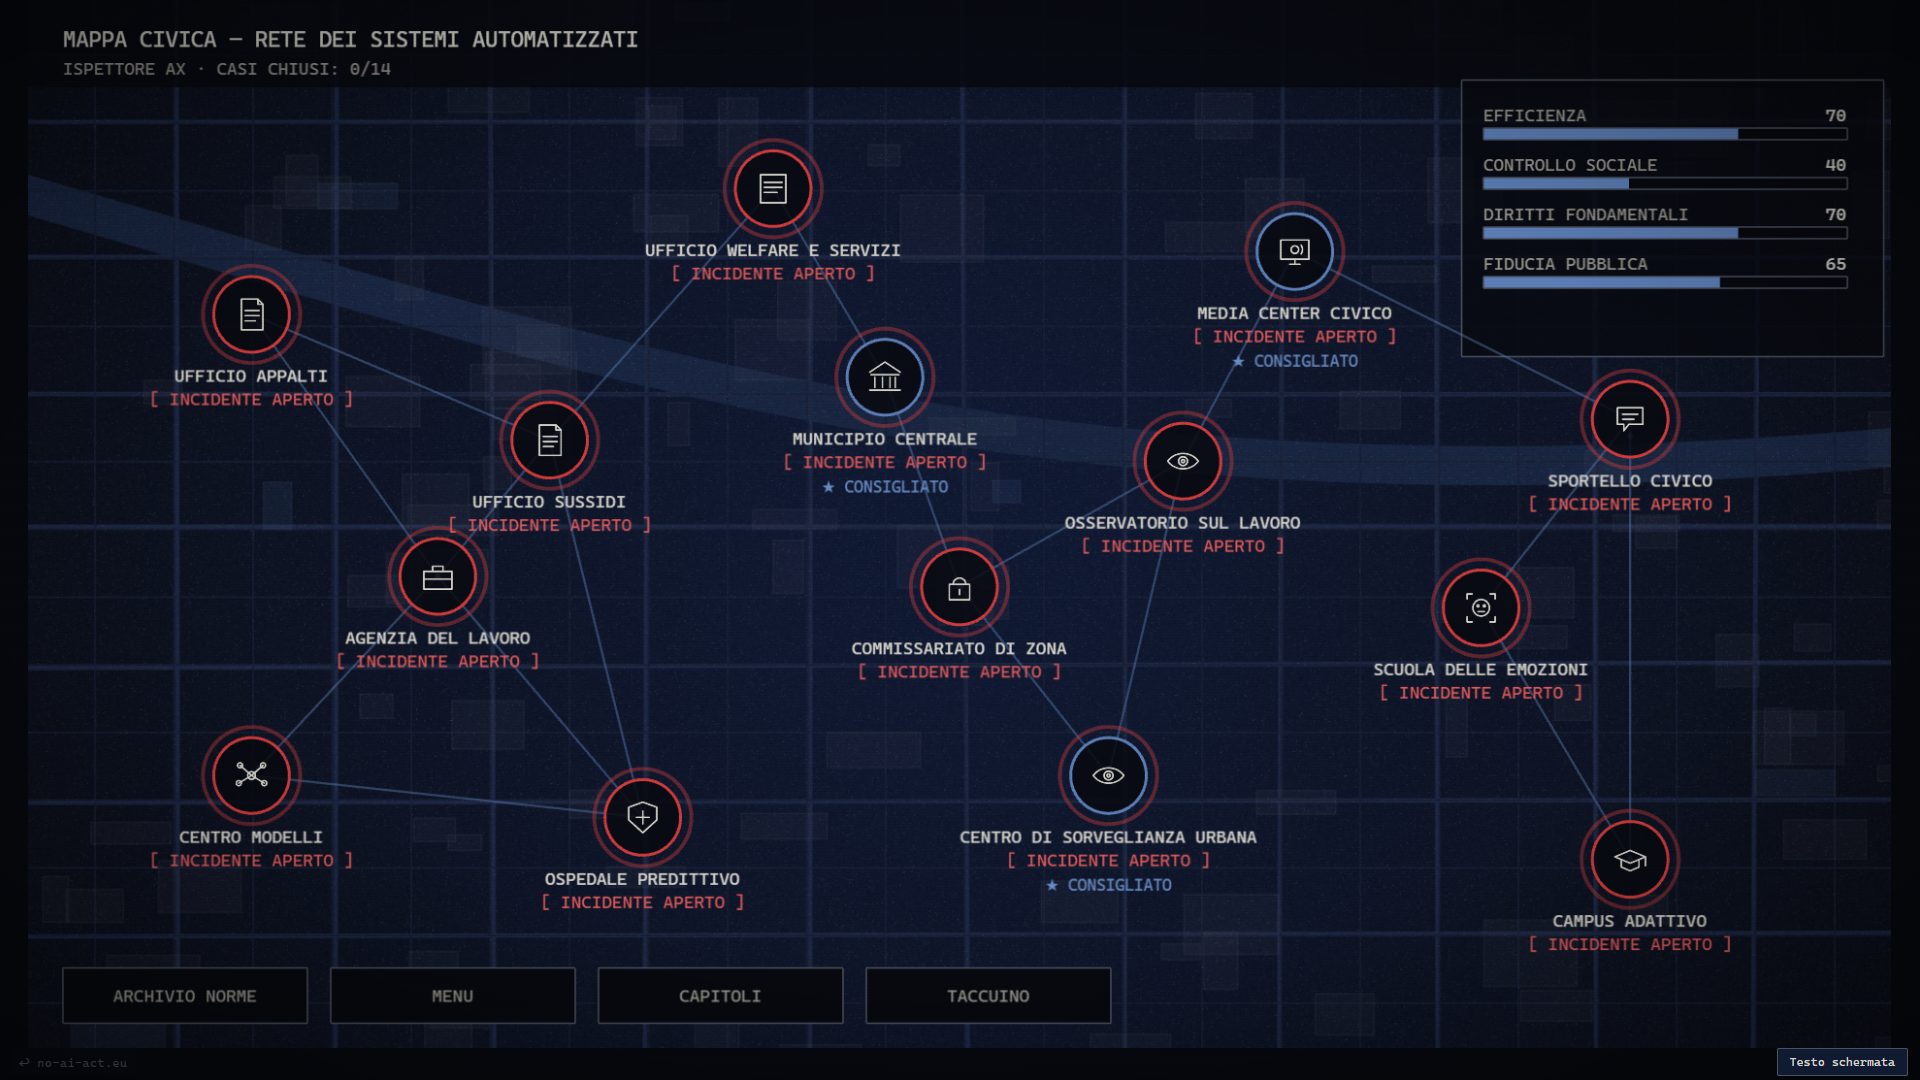 MAPPA CIVICA — RETE DEI SISTEMI AUTOMATIZZATI
ISPETTORE AX · CASI CHIUSI: 0/14
EFFICIENZA 70
CONTROLLO SOCIALE 40
DIRITTI FONDAMENTALI 70
FIDUCIA PUBBLICA 65
UFFICIO WELFARE E SERVIZI
[ INCIDENTE APERTO ]
MEDIA CENTER CIVICO
[ INCIDENTE APERTO ]
★ CONSIGLIATO
UFFICIO APPALTI
[ INCIDENTE APERTO ]
MUNICIPIO CENTRALE
[ INCIDENTE APERTO ]
★ CONSIGLIATO
SPORTELLO CIVICO
[ INCIDENTE APERTO ]
UFFICIO SUSSIDI
[ INCIDENTE APERTO ]
OSSERVATORIO SUL LAVORO
[ INCIDENTE APERTO ]
AGENZIA DEL LAVORO
[ INCIDENTE APERTO ]
COMMISSARIATO DI ZONA
[ INCIDENTE APERTO ]
SCUOLA DELLE EMOZIONI
[ INCIDENTE APERTO ]
CENTRO MODELLI
[ INCIDENTE APERTO ]
CENTRO DI SORVEGLIANZA URBANA
[ INCIDENTE APERTO ]
★ CONSIGLIATO
OSPEDALE PREDITTIVO
[ INCIDENTE APERTO ]
CAMPUS ADATTIVO
[ INCIDENTE APERTO ]
ARCHIVIO NORME
MENU
CAPITOLI
TACCUINO
↩ no-ai-act.eu
Testo schermata